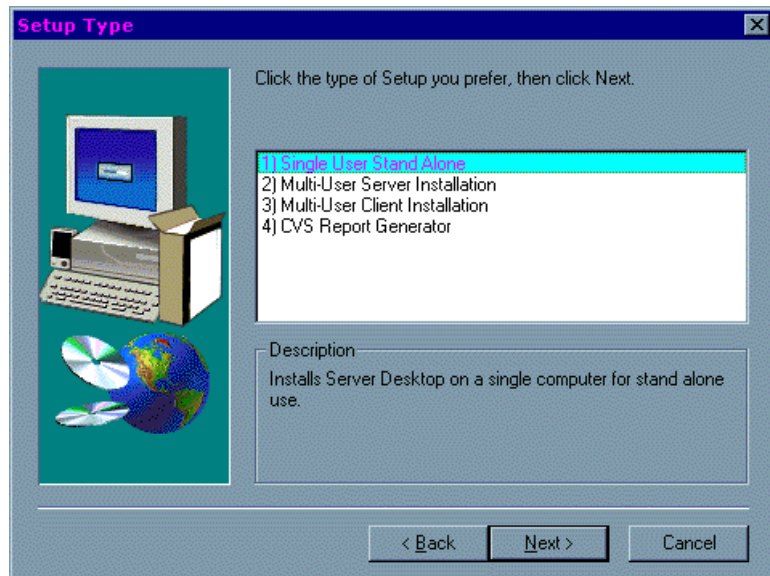 Setup Type
Click the type of Setup you prefer, then click Next.
1) Single User Stand Alone
2) Multi-User Server Installation
3) Multi-User Client Installation
4) CVS Report Generator
Description
Installs Server Desktop on a single computer for stand alone
use.
< Back
Next >
Cancel